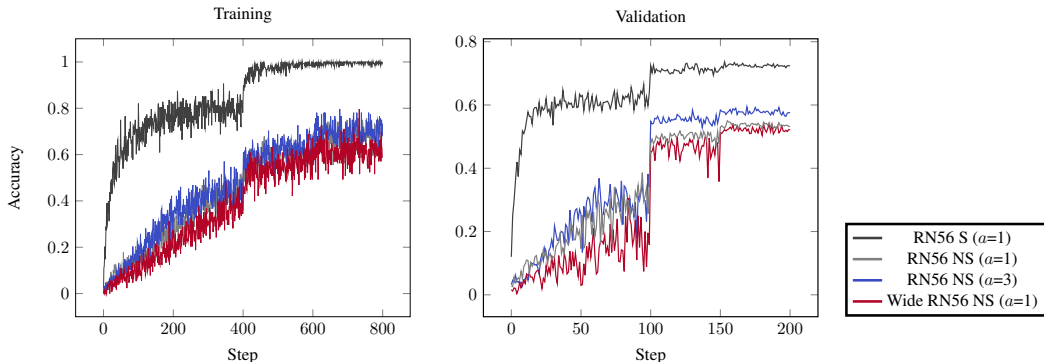 Training
Validation
Accuracy
1
0.8
0.6
0.4
0.2
0
0 200 400 600 800
Step
0.8
0.6
0.4
0.2
0
0 50 100 150 200
Step
RN56 S (a=1)
RN56 NS (a=1)
RN56 NS (a=3)
Wide RN56 NS (a=1)